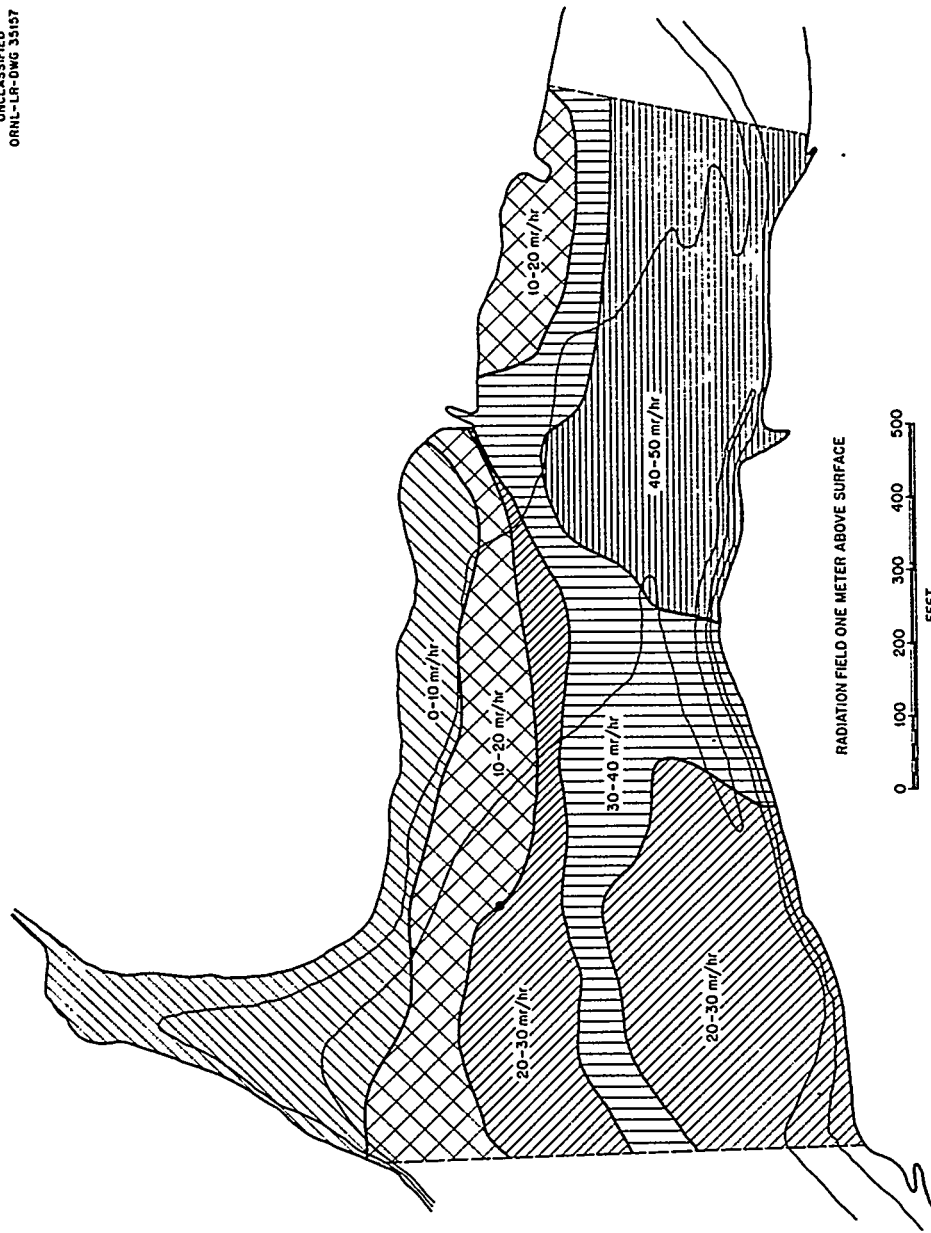 UNCLASSIFIED
ORNL-LR-DWG 35157
0-10 mr/hr
10-20 mr/hr
10-20 mr/hr
20-30 mr/hr
30-40 mr/hr
40-50 mr/hr
20-30 mr/hr
RADIATION FIELD ONE METER ABOVE SURFACE
0 100 200 300 400 500
FEET